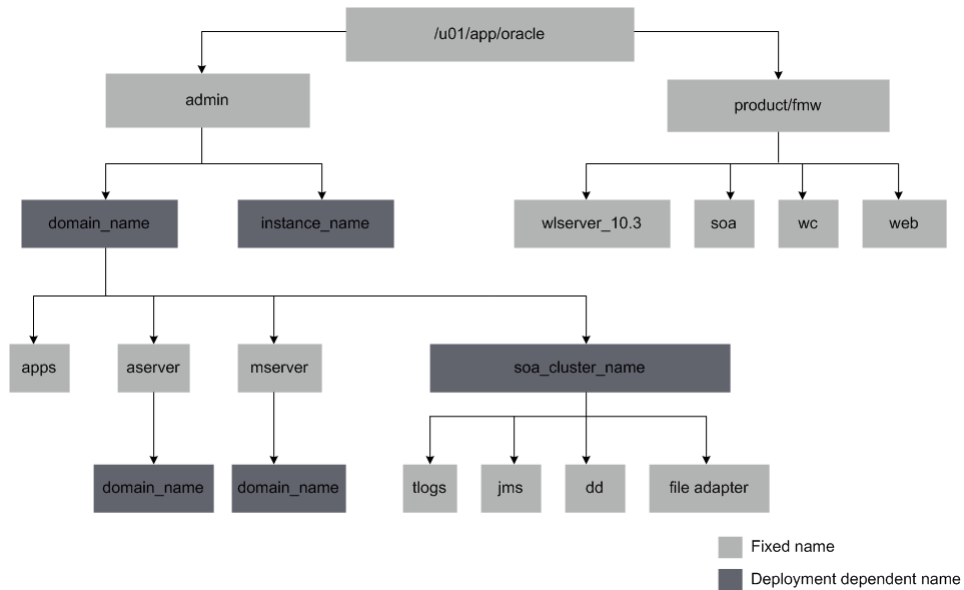 /u01/app/oracle
admin
product/fmw
domain_name
instance_name
wlserver_10.3
soa
wc
web
apps
aserver
mserver
soa_cluster_name
domain_name
domain_name
tlogs
jms
dd
file adapter
Fixed name
Deployment dependent name